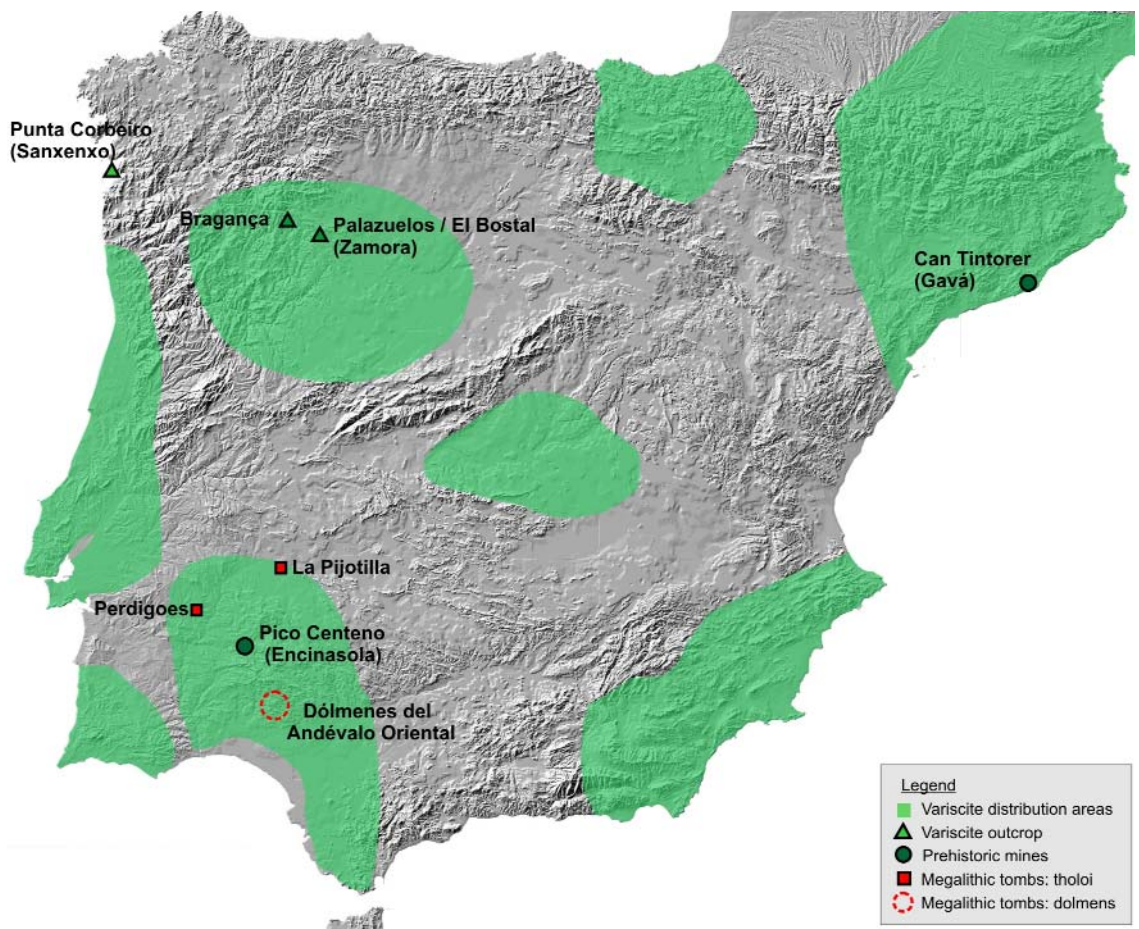 Punta Corbeiro
(Sanxenxo)
Bragança
Palazuelos / El Bostal
(Zamora)
Can Tintorer
(Gavá)
La Pijotilla
Perdigoes
Pico Centeno
(Encinasola)
Dólmenes del
Andévalo Oriental
Legend
Variscite distribution areas
Variscite outcrop
Prehistoric mines
Megalithic tombs: tholoi
Megalithic tombs: dolmens